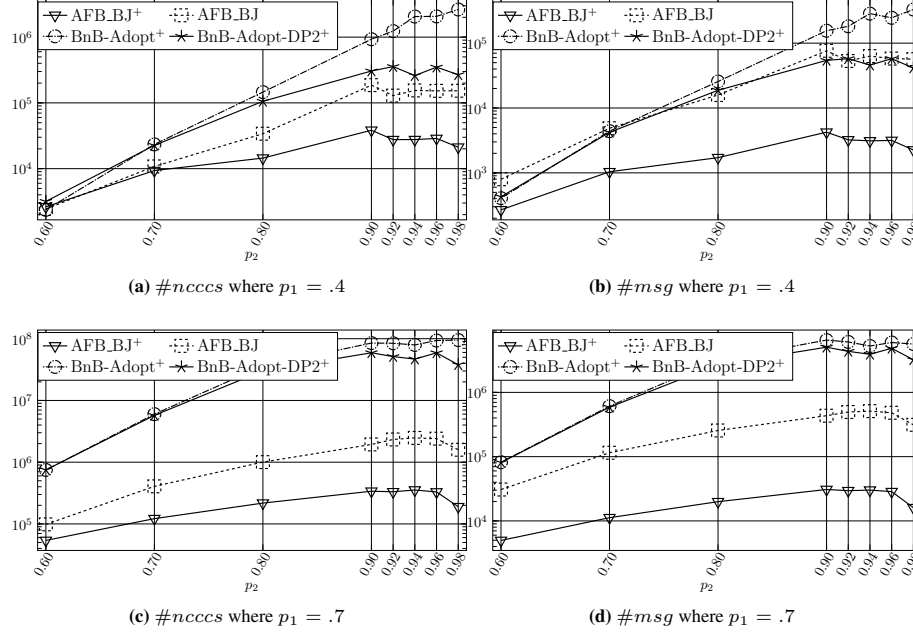 AFB_BJ⁺ AFB_BJ
BnB-Adopt⁺ BnB-Adopt-DP2⁺
10⁶
10⁵
10⁴
0.60 0.70 0.80 0.90 0.92 0.94 0.96 0.98
p₂
(a) #ncccs where p₁ = .4
AFB_BJ⁺ AFB_BJ
BnB-Adopt⁺ BnB-Adopt-DP2⁺
10⁵
10⁴
10³
0.60 0.70 0.80 0.90 0.92 0.94 0.96 0.98
p₂
(b) #msg where p₁ = .4
AFB_BJ⁺ AFB_BJ
BnB-Adopt⁺ BnB-Adopt-DP2⁺
10⁸
10⁷
10⁶
10⁵
0.60 0.70 0.80 0.90 0.92 0.94 0.96 0.98
p₂
(c) #ncccs where p₁ = .7
AFB_BJ⁺ AFB_BJ
BnB-Adopt⁺ BnB-Adopt-DP2⁺
10⁶
10⁵
10⁴
0.60 0.70 0.80 0.90 0.92 0.94 0.96 0.98
p₂
(d) #msg where p₁ = .7